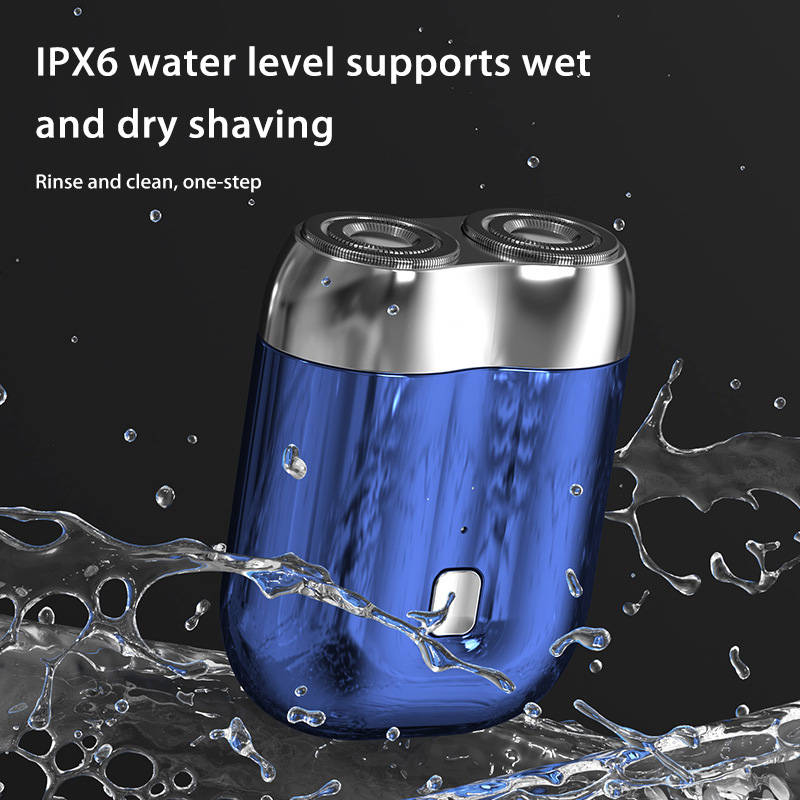 IPX6 water level supports wet
and dry shaving
Rinse and clean, one-step